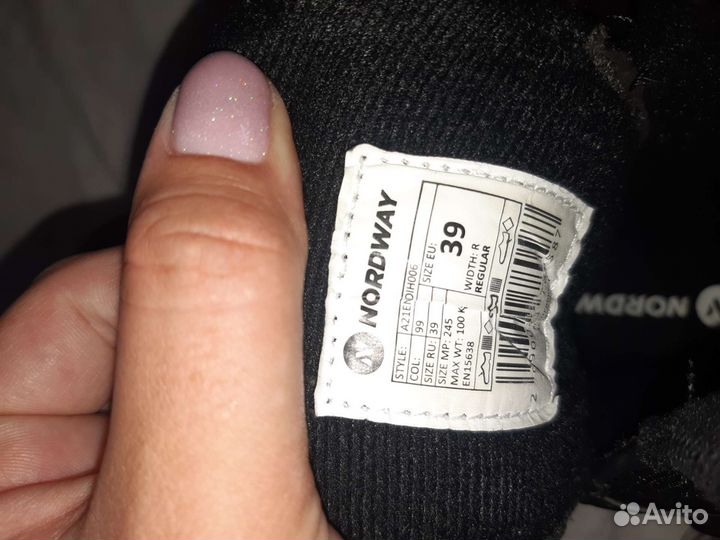 NORDWAY
STYLE: A21ENOIH006
COL: 99
SIZE RU: 39
SIZE MP: 245
MAX WT: 100 K
EN15638
SIZE EU:
39
WIDTH: R
REGULAR
NORDW
Avito